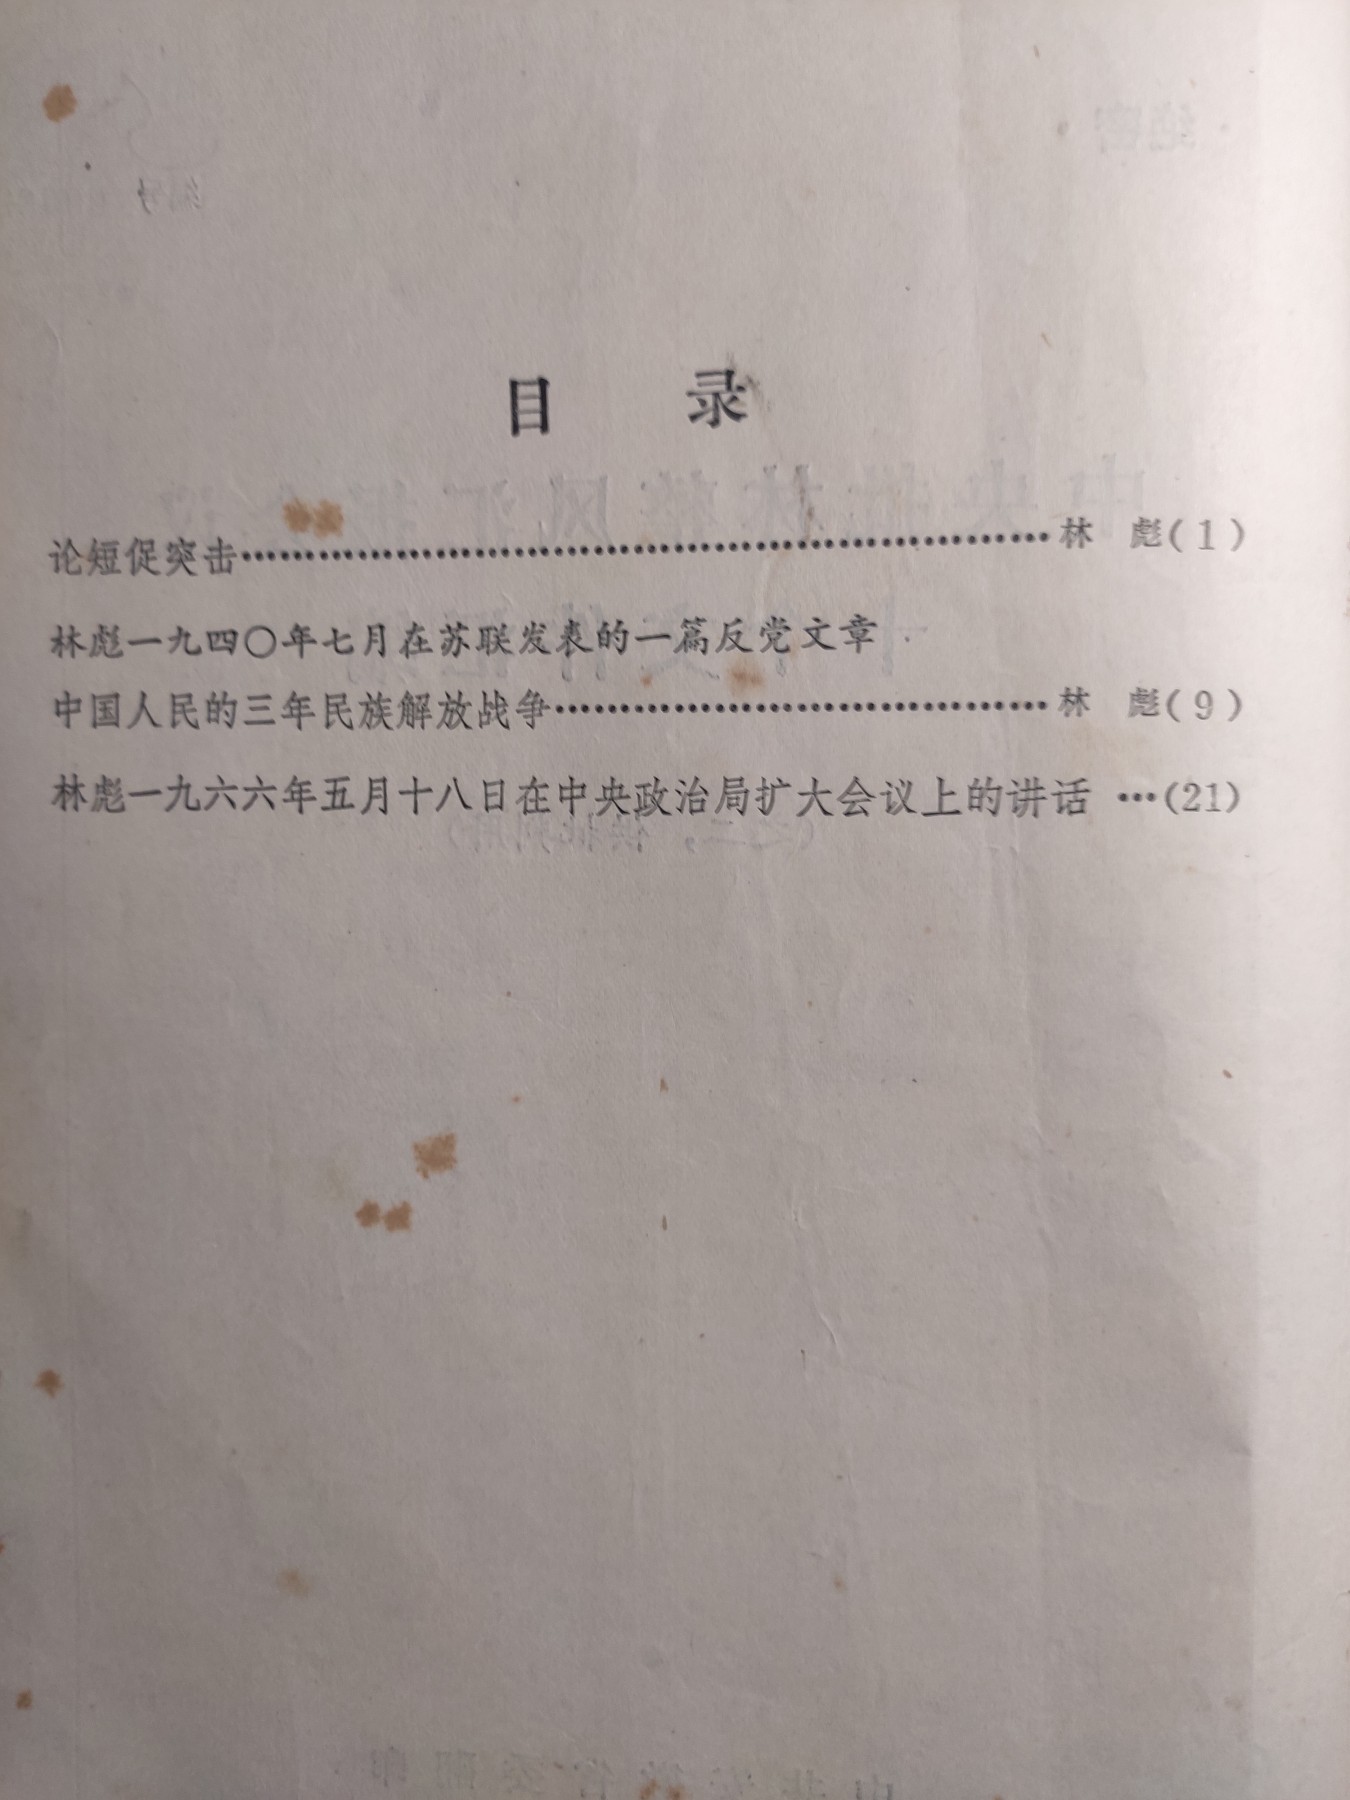 目 录
论短促突击……………………………………………林 彪(1)
林彪一九四〇年七月在苏联发表的一篇反党文章
中国人民的三年民族解放战争…………………………林 彪(9)
林彪一九六六年五月十八日在中央政治局扩大会议上的讲话 …(21)